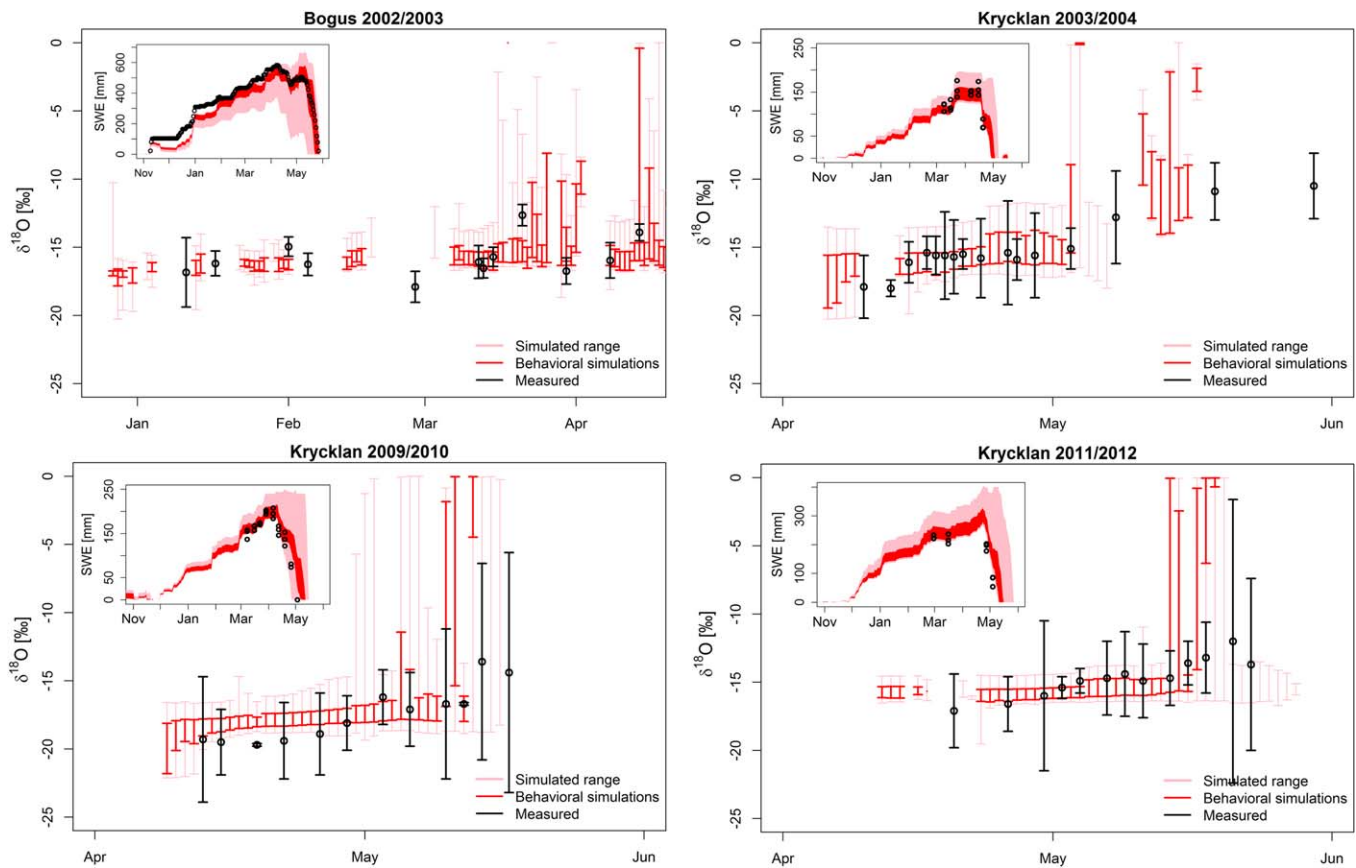 Bogus 2002/2003
0
-5
-10
-15
-20
-25
δ18O [‰]
SWE [mm]
0
200
400
600
Nov
Jan
Mar
May
Simulated range
Behavioral simulations
Measured
Jan
Feb
Mar
Apr
Krycklan 2003/2004
0
-5
-10
-15
-20
-25
δ18O [‰]
SWE [mm]
0
50
150
250
Nov
Jan
Mar
May
Simulated range
Behavioral simulations
Measured
Apr
May
Jun
Krycklan 2009/2010
0
-5
-10
-15
-20
-25
δ18O [‰]
SWE [mm]
0
50
150
250
Nov
Jan
Mar
May
Simulated range
Behavioral simulations
Measured
Apr
May
Jun
Krycklan 2011/2012
0
-5
-10
-15
-20
-25
δ18O [‰]
SWE [mm]
0
100
300
Nov
Jan
Mar
May
Simulated range
Behavioral simulations
Measured
Apr
May
Jun